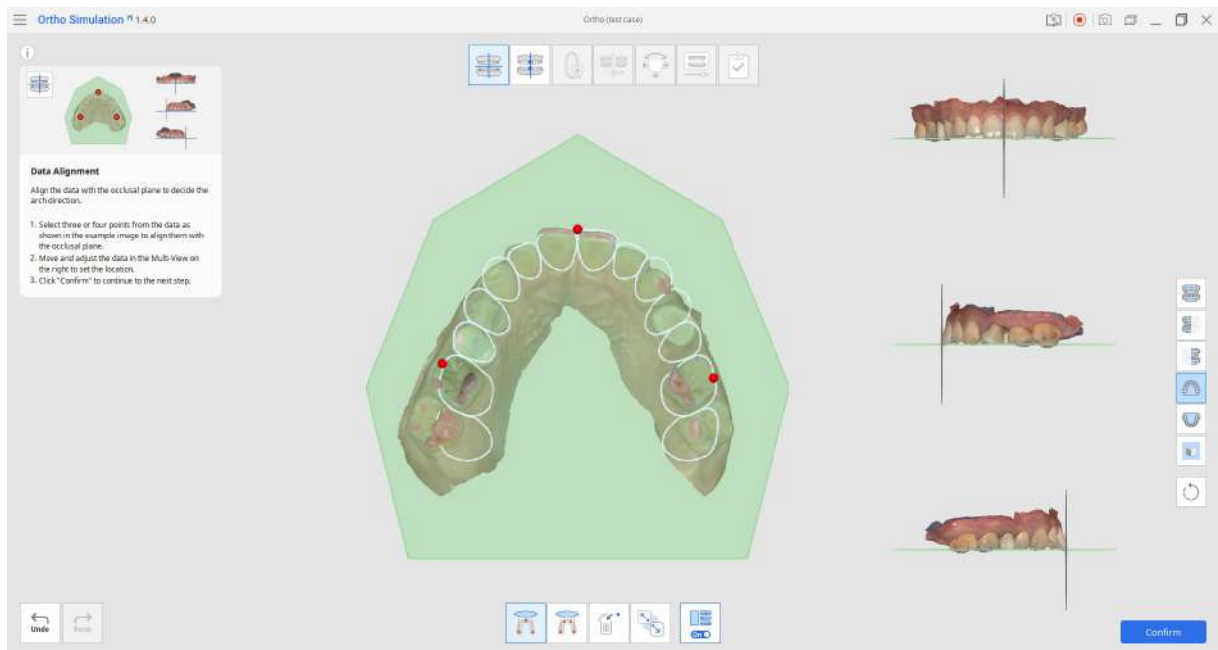 Ortho Simulation 1.4.0
Ortho (test case)
Data Alignment
Align the data with the occlusal plane to decide the
arch direction.
1. Select three or four points from the data as
shown in the example image to align them with
the occlusal plane.
2. Move and adjust the data in the Multi-View on
the right to set the location.
3. Click "Confirm" to continue to the next step.
Undo
Redo
On
Confirm